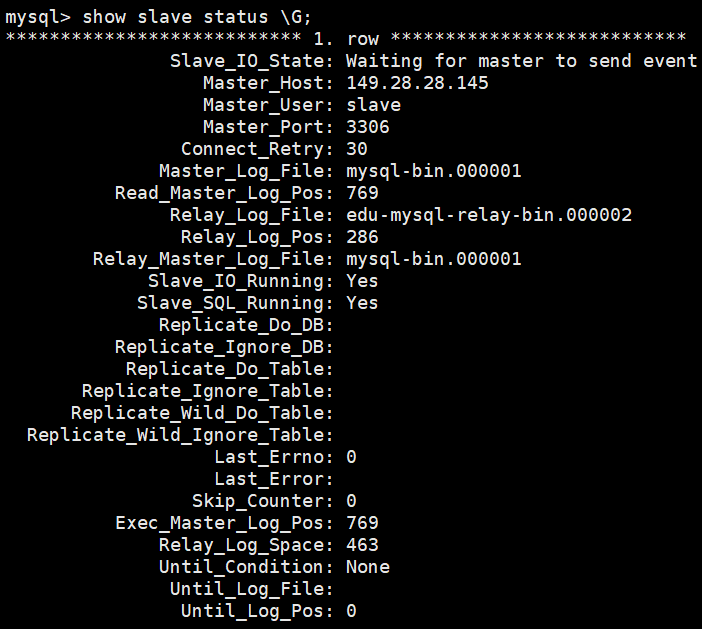 mysql> show slave status \G;
*************************** 1. row ***************************
Slave_IO_State: Waiting for master to send event
Master_Host: 149.28.28.145
Master_User: slave
Master_Port: 3306
Connect_Retry: 30
Master_Log_File: mysql-bin.000001
Read_Master_Log_Pos: 769
Relay_Log_File: edu-mysql-relay-bin.000002
Relay_Log_Pos: 286
Relay_Master_Log_File: mysql-bin.000001
Slave_IO_Running: Yes
Slave_SQL_Running: Yes
Replicate_Do_DB:
Replicate_Ignore_DB:
Replicate_Do_Table:
Replicate_Ignore_Table:
Replicate_Wild_Do_Table:
Replicate_Wild_Ignore_Table:
Last_Errno: 0
Last_Error:
Skip_Counter: 0
Exec_Master_Log_Pos: 769
Relay_Log_Space: 463
Until_Condition: None
Until_Log_File:
Until_Log_Pos: 0